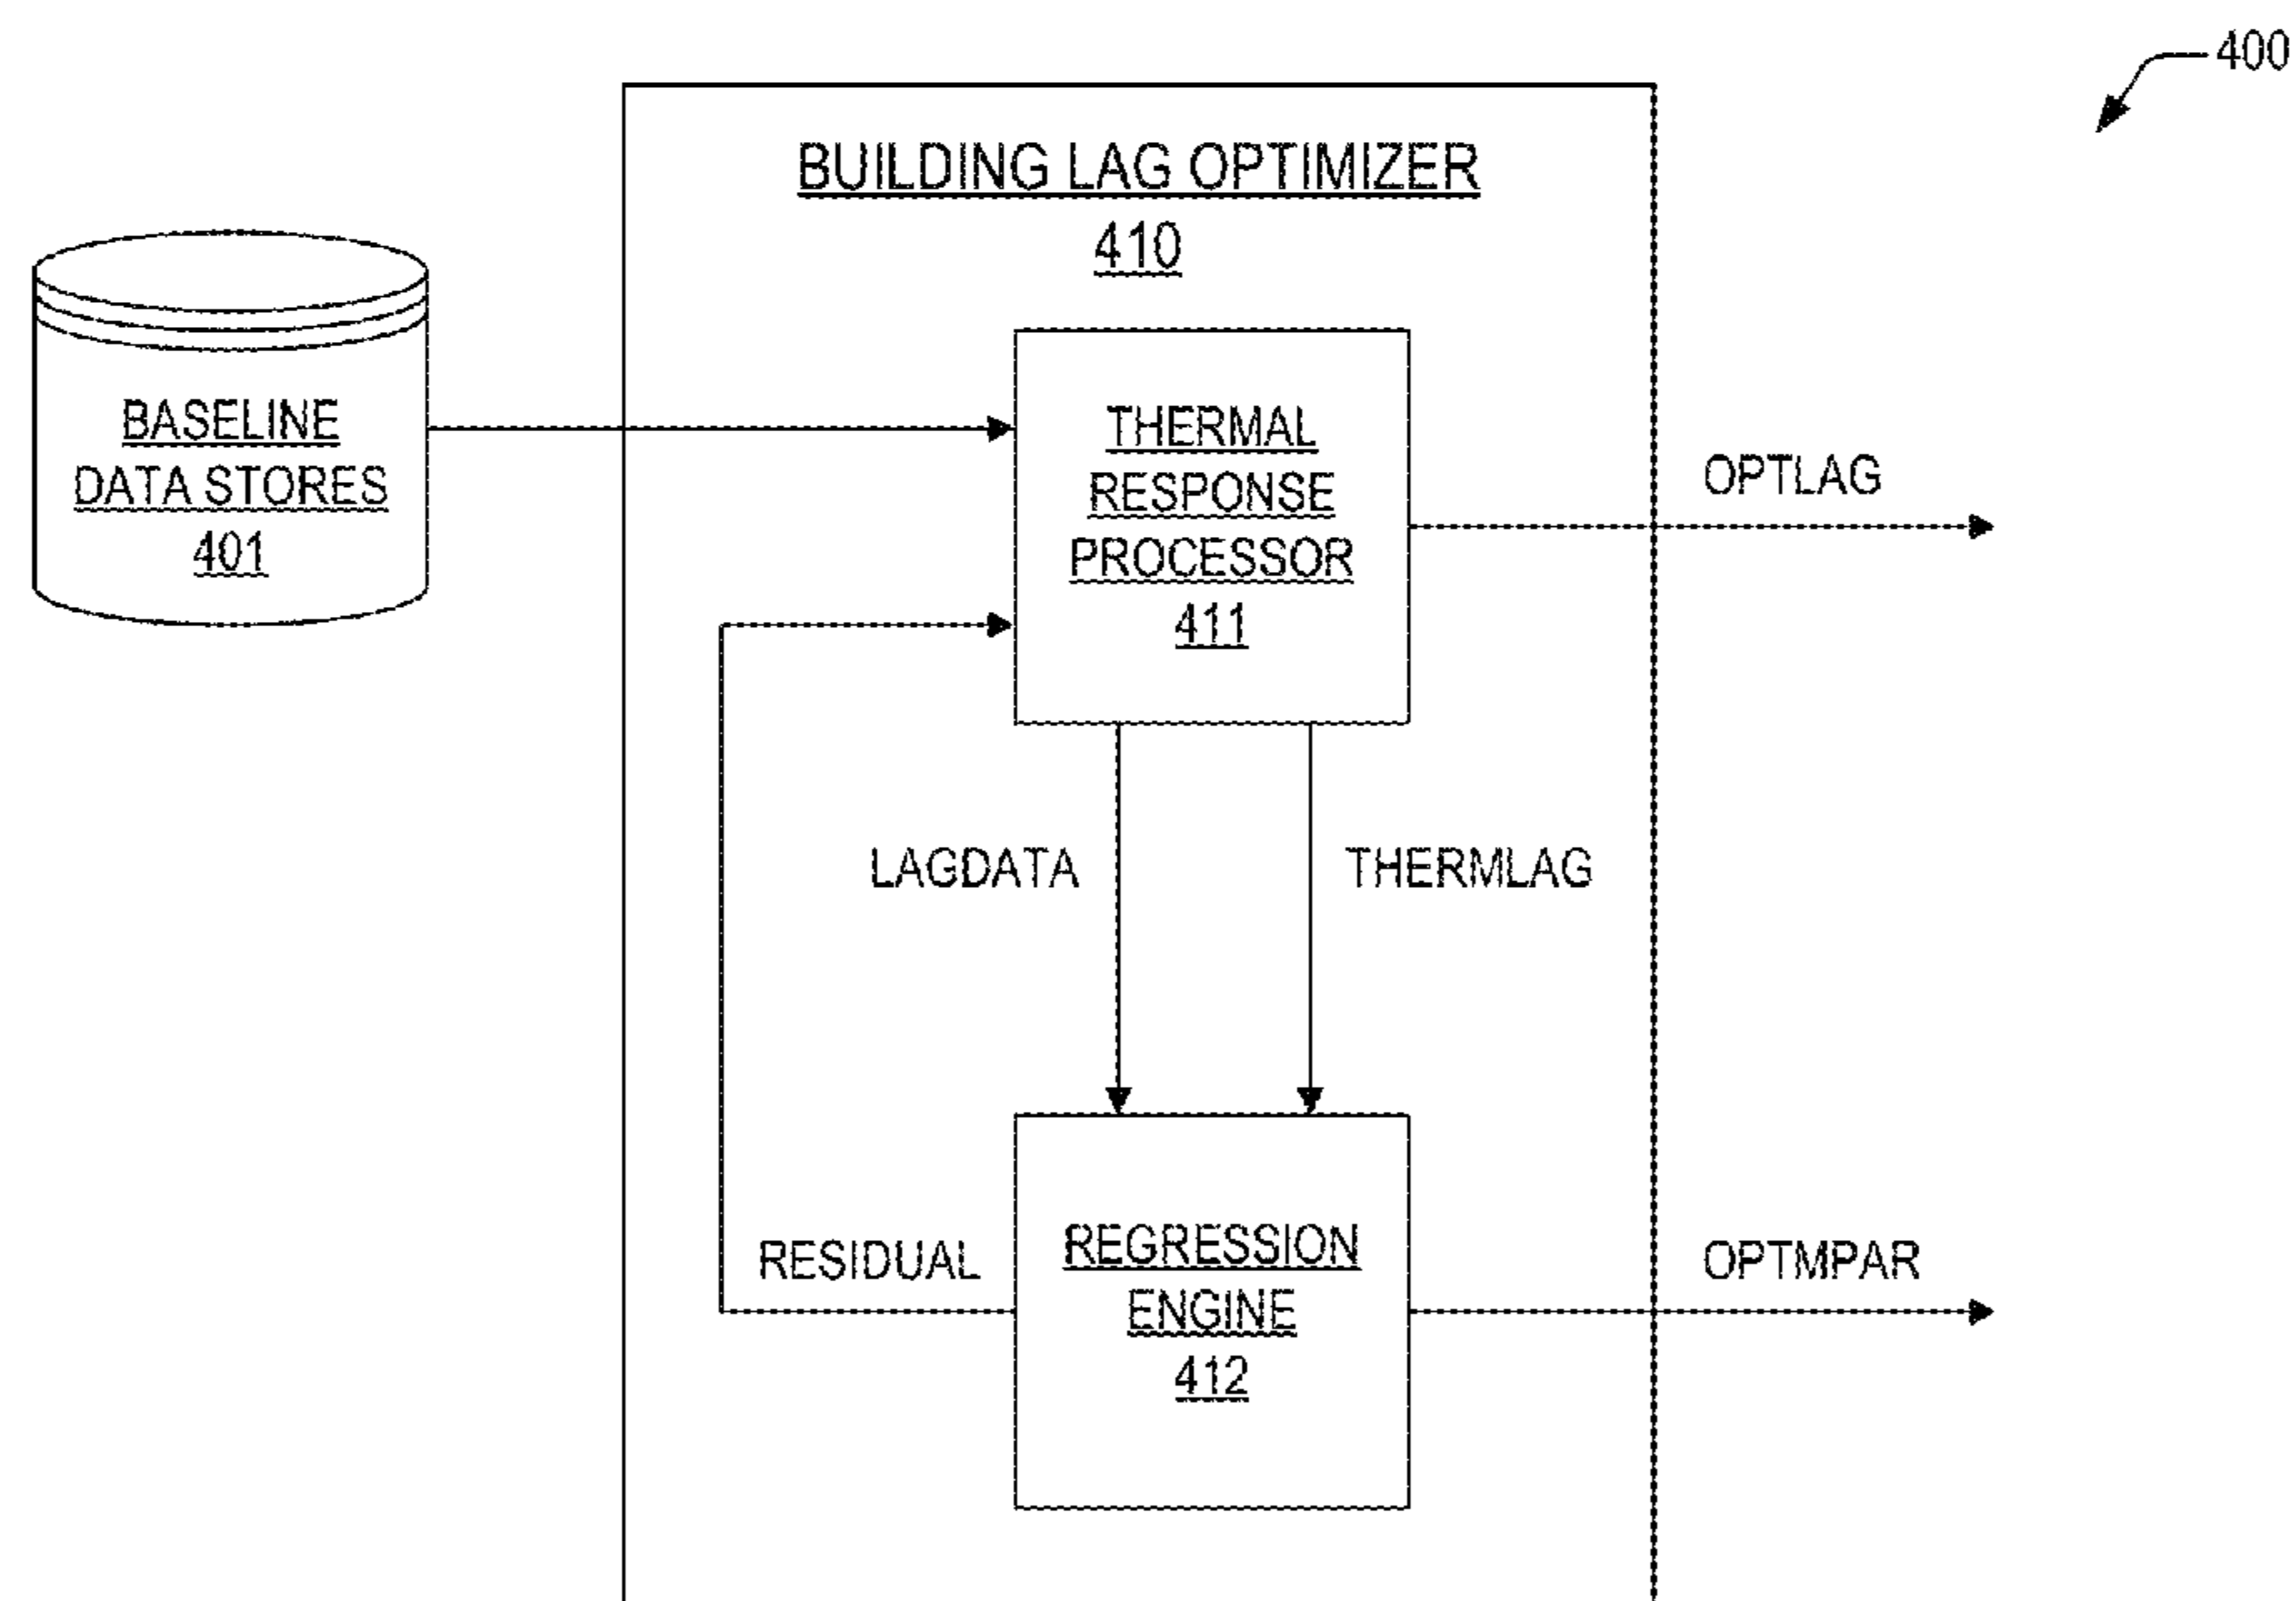 400
BUILDING LAG OPTIMIZER
410
BASELINE
DATA STORES
401
THERMAL
RESPONSE
PROCESSOR
411
OPTLAG
LAGDATA
THERMLAG
RESIDUAL
REGRESSION
ENGINE
412
OPTMPAR